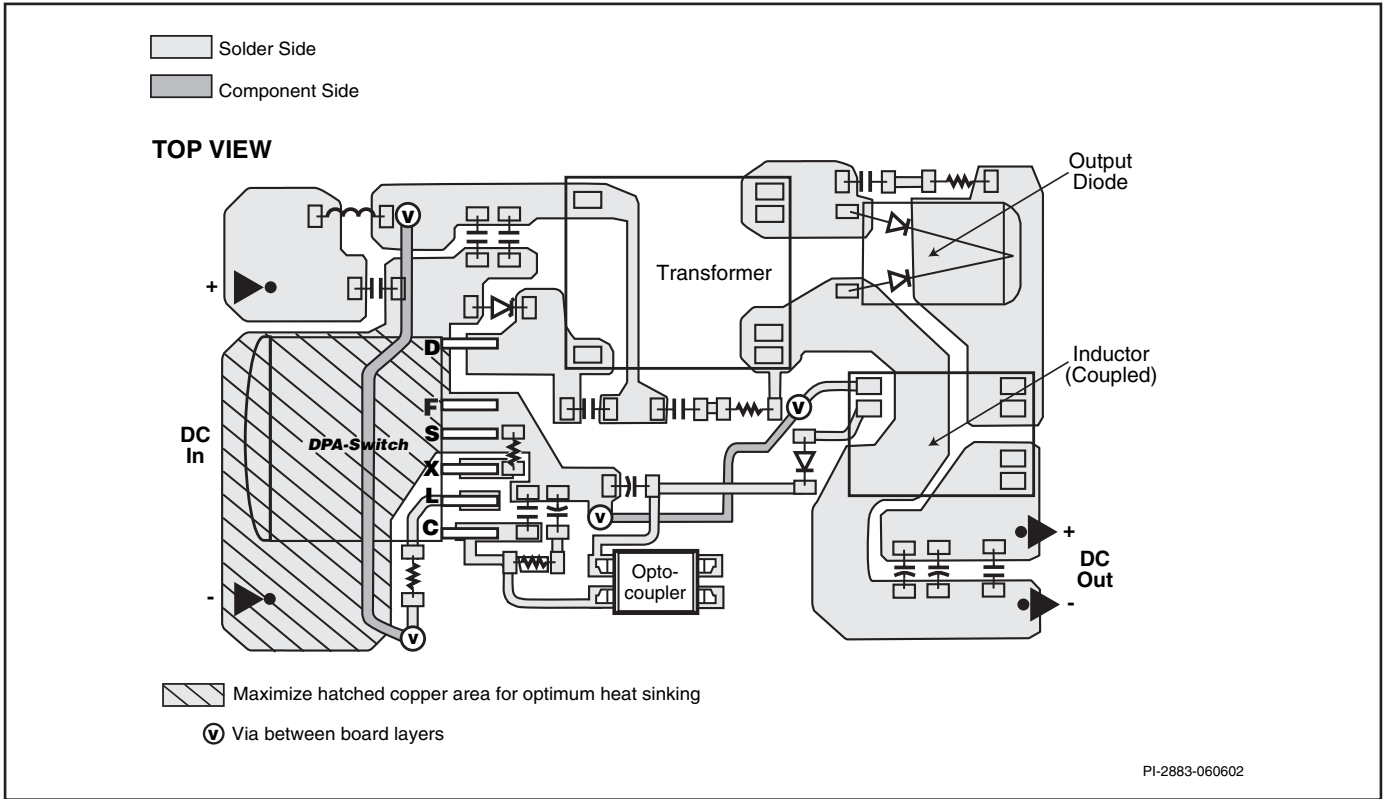 Solder Side
Component Side
TOP VIEW
Output
Diode
V
Transformer
+
D
Inductor
(Coupled)
F
V
DC
In
S
DPA-Switch
X
L
V
C
+
DC
Out
Opto-
coupler
-
-
V
Maximize hatched copper area for optimum heat sinking
V Via between board layers
PI-2883-060602